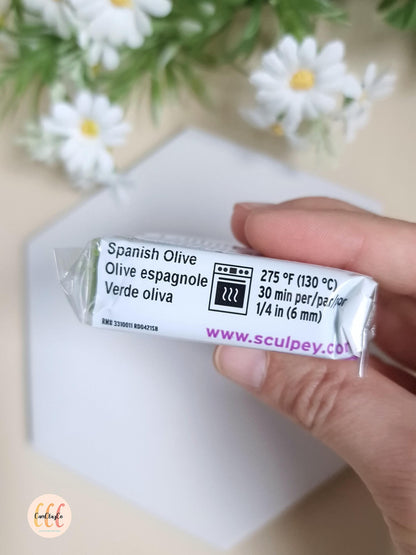 Spanish Olive
Olive espagnole
Verde oliva
275 °F (130 °C)
30 min per/par/por
1/4 in (6 mm)
www.sculpey.co